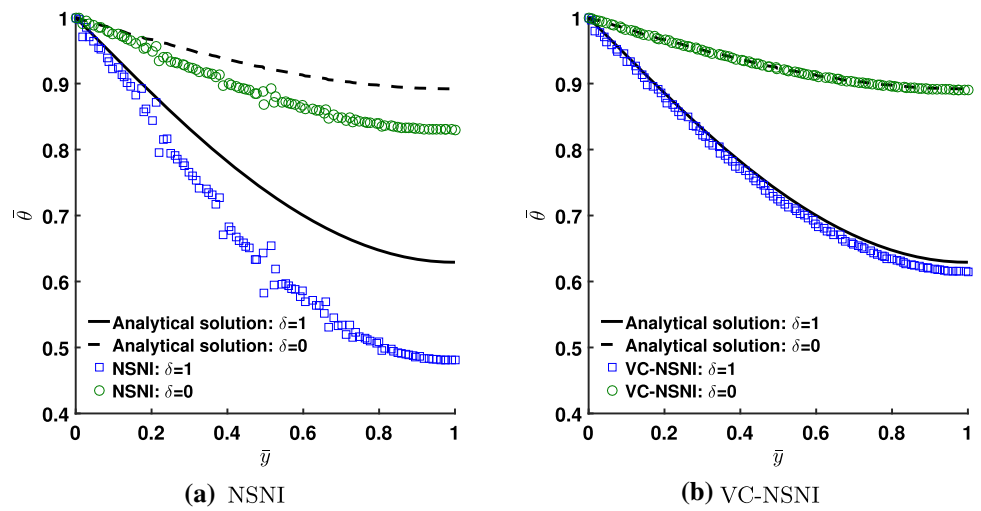 1
0.9
0.8
0.7
0.6
0.5
0.4
θ̄
Analytical solution: δ=1
Analytical solution: δ=0
NSNI: δ=1
NSNI: δ=0
0 0.2 0.4 0.6 0.8 1
ȳ
(a) NSNI
1
0.9
0.8
0.7
0.6
0.5
0.4
θ̄
Analytical solution: δ=1
Analytical solution: δ=0
VC-NSNI: δ=1
VC-NSNI: δ=0
0 0.2 0.4 0.6 0.8 1
ȳ
(b) VC-NSNI